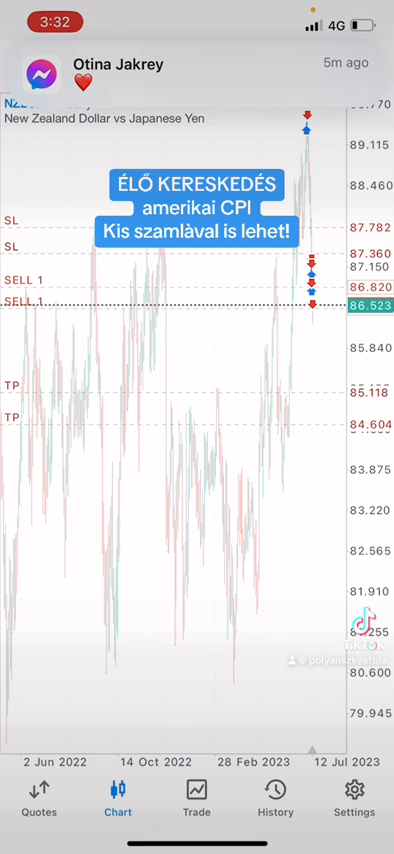 3:32
4G
Otina Jakrey
5m ago
❤️
New Zealand Dollar vs Japanese Yen
89.115
ÉLŐ KERESKEDÉS
amerikai CPI
Kis szamlàval is lehet!
88.460
SL
87.782
SL
87.360
87.150
SELL 1
86.820
SELL 1
86.523
85.840
TP
85.118
TP
84.604
83.875
83.220
82.565
81.910
TikTok
@polyanszkyattila
80.600
79.945
2 Jun 2022
14 Oct 2022
28 Feb 2023
12 Jul 2023
Quotes
Chart
Trade
History
Settings